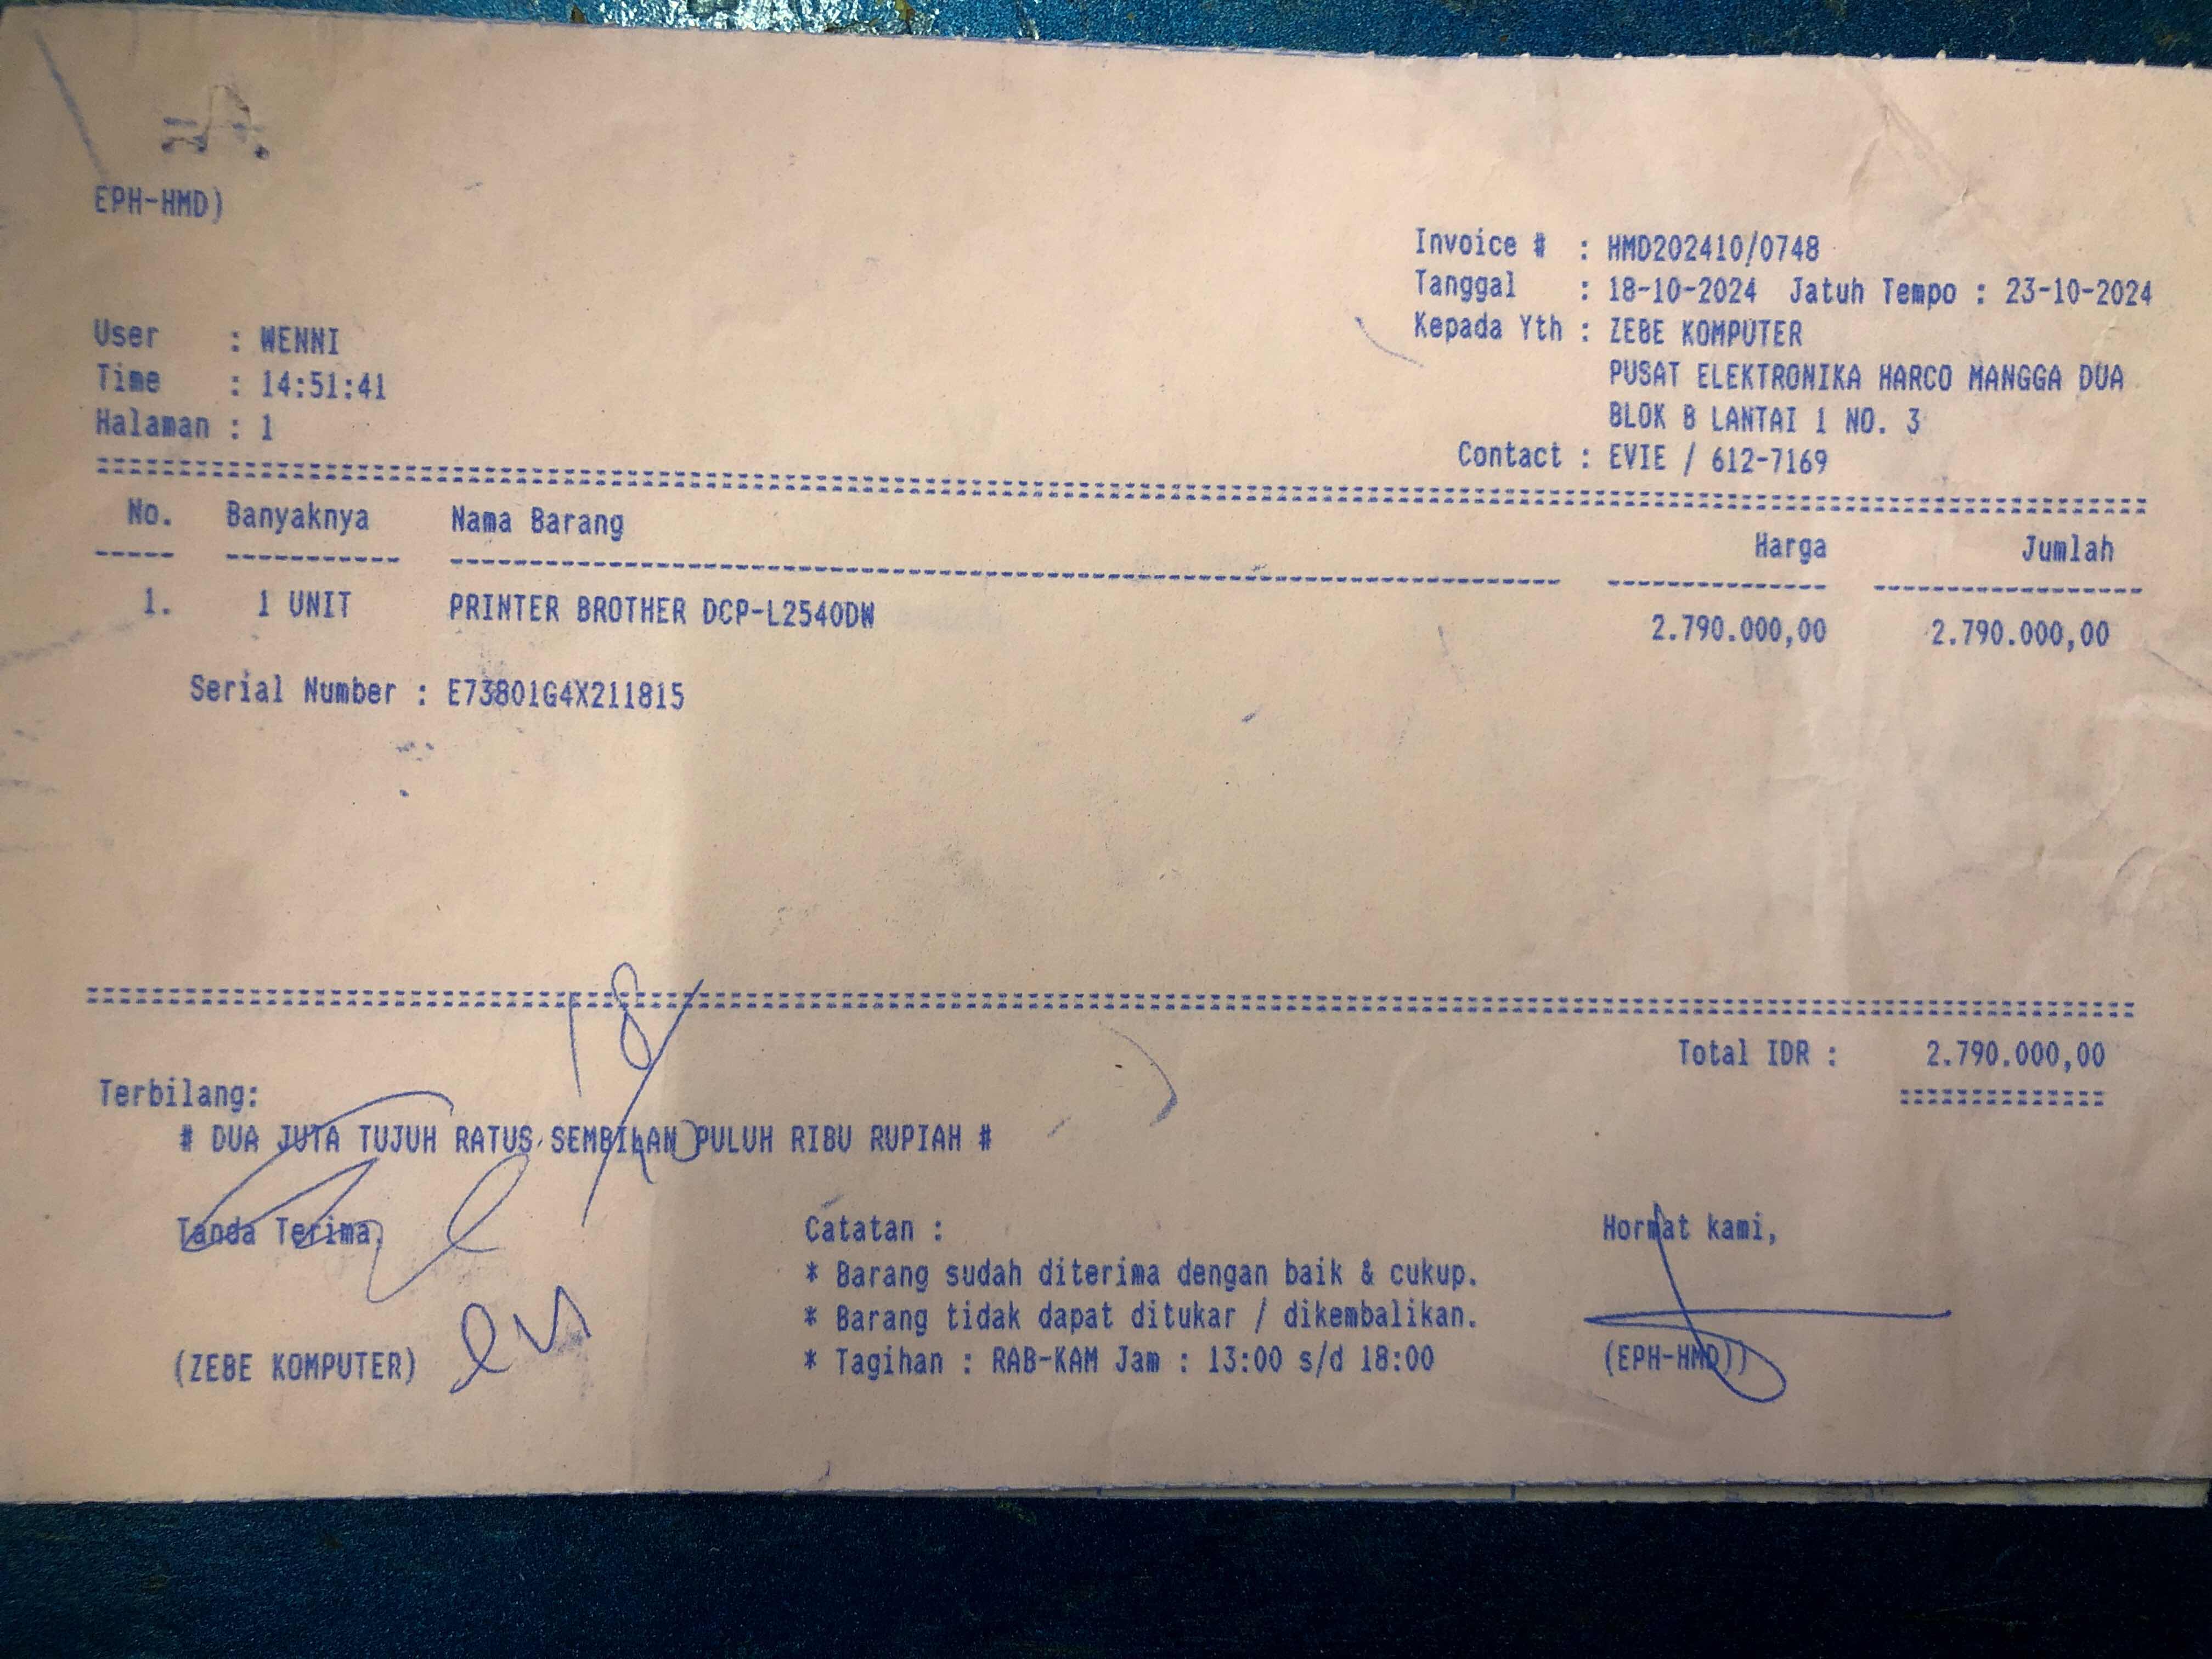 EPH-HMD)
Invoice # : HMD202410/0748
Tanggal : 18-10-2024 Jatuh Tempo : 23-10-2024
Kepada Yth : ZEBE KOMPUTER
PUSAT ELEKTRONIKA HARCO MANGGA DUA
BLOK B LANTAI 1 NO. 3
Contact : EVIE / 612-7169
User : WENNI
Time : 14:51:41
Halaman : 1
No. Banyaknya Nama Barang Harga Jumlah
1. 1 UNIT PRINTER BROTHER DCP-L2540DW 2.790.000,00 2.790.000,00
Serial Number : E73801G4X211815
Total IDR : 2.790.000,00
Terbilang:
# DUA JUTA TUJUH RATUS SEMBILAN PULUH RIBU RUPIAH #
18/10
Tanda Terima,
Catatan :
* Barang sudah diterima dengan baik & cukup.
* Barang tidak dapat ditukar / dikembalikan.
* Tagihan : RAB-KAM Jam : 13:00 s/d 18:00
Hormat kami,
(ZEBE KOMPUTER)
(EPH-HMD))